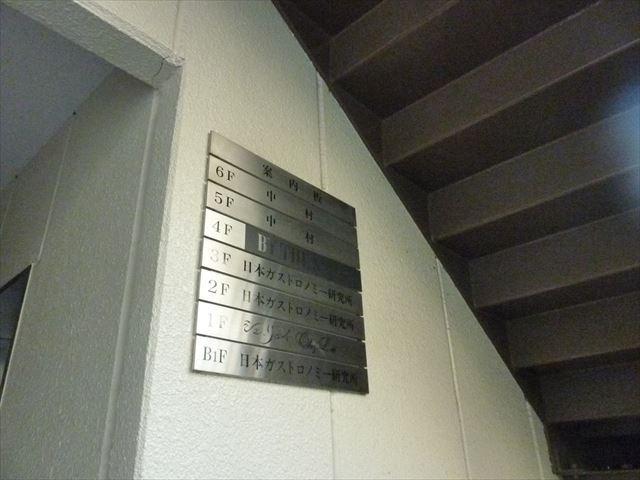 案内板
6F 中村
5F 中村
4F
3F 日本ガストロノミー研究所
2F 日本ガストロノミー研究所
1F
B1F 日本ガストロノミー研究所